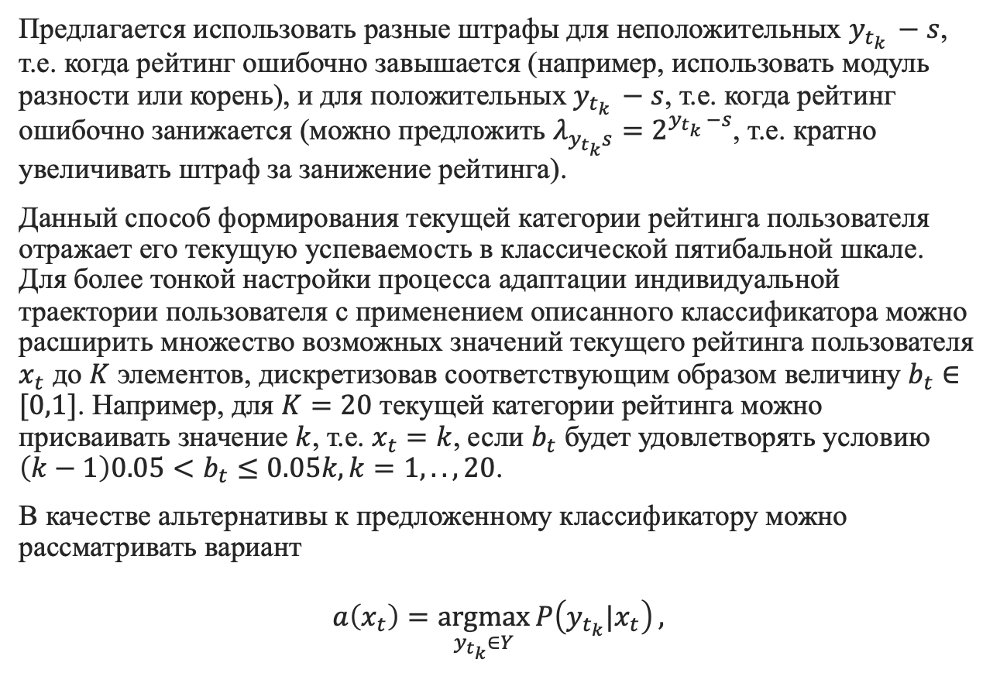 Предлагается использовать разные штрафы для неположительных $y_{t_k} - s$,
т.е. когда рейтинг ошибочно завышается (например, использовать модуль
разности или корень), и для положительных $y_{t_k} - s$, т.е. когда рейтинг
ошибочно занижается (можно предложить $\lambda_{y_{t_k} s} = 2^{y_{t_k} - s}$, т.е. кратно
увеличивать штраф за занижение рейтинга).
Данный способ формирования текущей категории рейтинга пользователя
отражает его текущую успеваемость в классической пятибальной шкале.
Для более тонкой настройки процесса адаптации индивидуальной
траектории пользователя с применением описанного классификатора можно
расширить множество возможных значений текущего рейтинга пользователя
$x_t$ до $K$ элементов, дискретизовав соответствующим образом величину $b_t \in$
$[0,1]$. Например, для $K = 20$ текущей категории рейтинга можно
присваивать значение $k$, т.е. $x_t = k$, если $b_t$ будет удовлетворять условию
$(k - 1)0.05 < b_t \leq 0.05k, k = 1,..,20.$
В качестве альтернативы к предложенному классификатору можно
рассматривать вариант
$a(x_t) = \underset{y_{t_k} \in Y}{\operatorname{argmax}} P(y_{t_k} | x_t),$